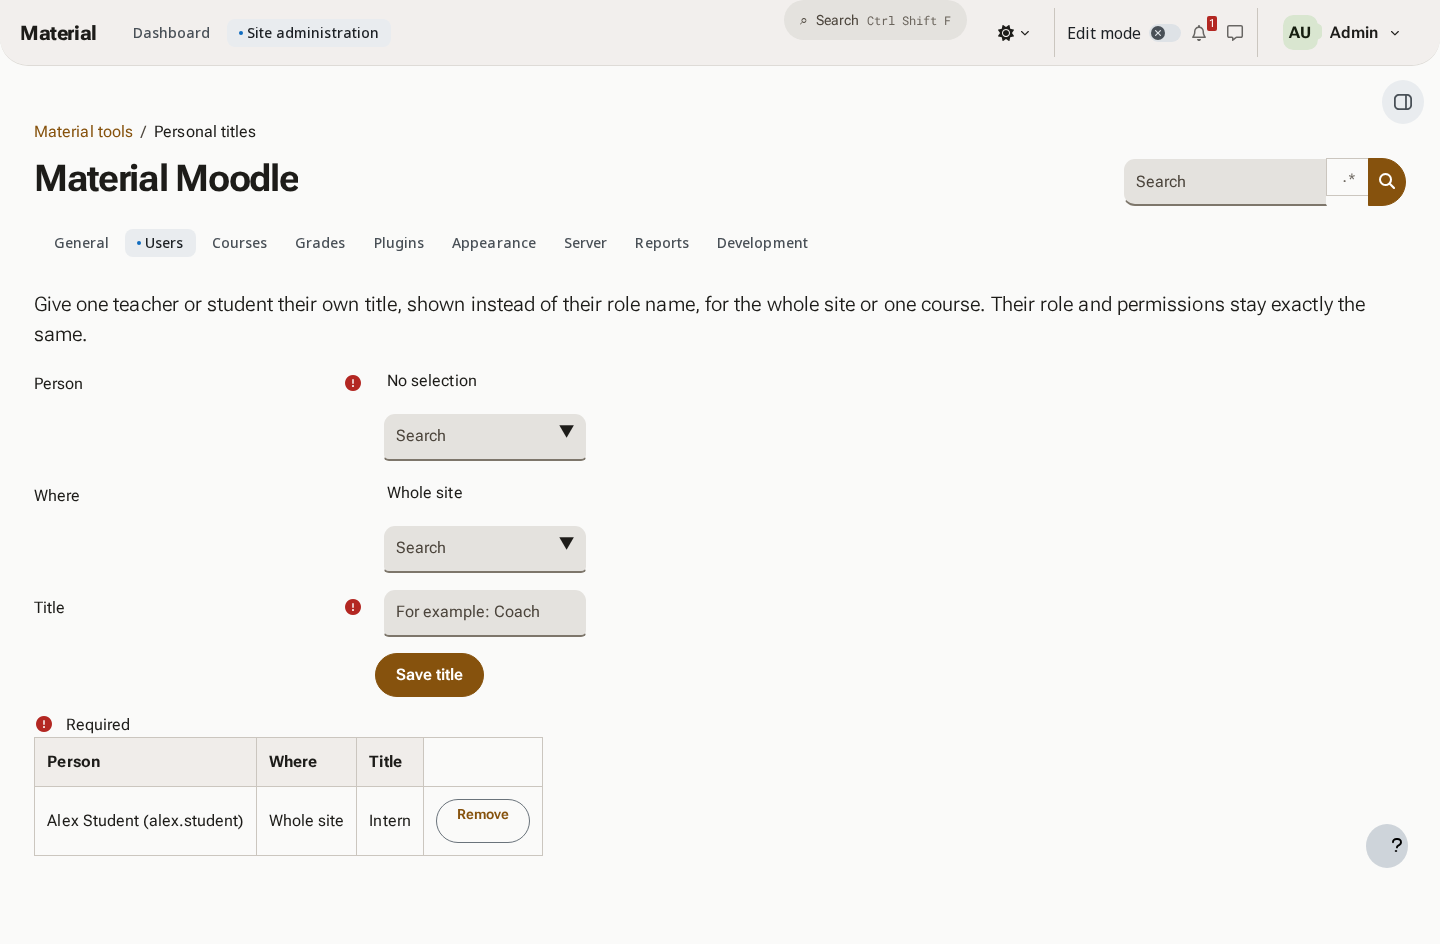 Material
Dashboard
Site administration
Search Ctrl Shift F
Edit mode
1
AU
Admin
Material tools / Personal titles
Material Moodle
Search
.*
General
Users
Courses
Grades
Plugins
Appearance
Server
Reports
Development
Give one teacher or student their own title, shown instead of their role name, for the whole site or one course. Their role and permissions stay exactly the
same.
Person
No selection
Search
Where
Whole site
Search
Title
For example: Coach
Save title
Required
Person Where Title
Alex Student (alex.student) Whole site Intern Remove
?